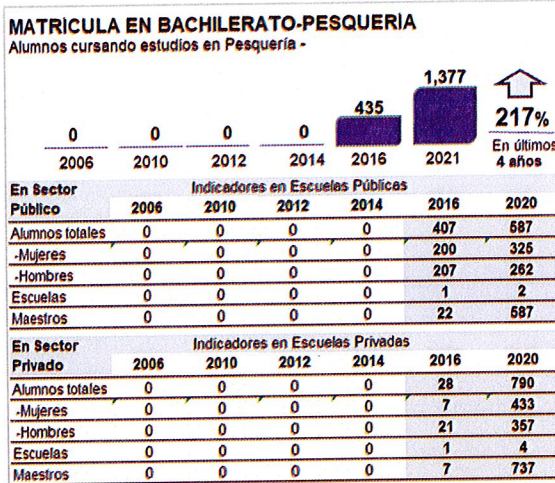 MATRICULA EN BACHILERATO-PESQUERIA
Alumnos cursando estudios en Pesquería -
0 0 0 0 435 1,377 217%
2006 2010 2012 2014 2016 2021 En últimos
4 años
En Sector Indicadores en Escuelas Públicas
Público 2006 2010 2012 2014 2016 2020
Alumnos totales 0 0 0 0 407 587
-Mujeres 0 0 0 0 200 325
-Hombres 0 0 0 0 207 262
Escuelas 0 0 0 0 1 2
Maestros 0 0 0 0 22 587
En Sector Indicadores en Escuelas Privadas
Privado 2006 2010 2012 2014 2016 2020
Alumnos totales 0 0 0 0 28 790
-Mujeres 0 0 0 0 7 433
-Hombres 0 0 0 0 21 357
Escuelas 0 0 0 0 1 4
Maestros 0 0 0 0 7 737